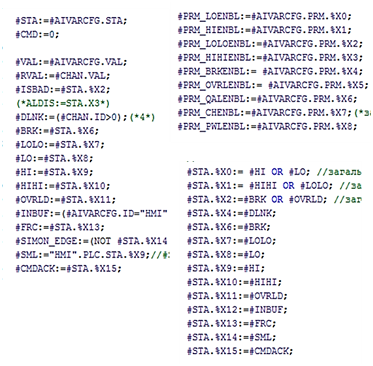 #STA:=#AIVARCFG.STA;
#CMD:=0;
#VAL:=#AIVARCFG.VAL;
#RVAL:=#CHAN.VAL;
#ISBAD:=#STA.%X2;
(*ALDIS:=STA.X3*)
#DLNK:=(#CHAN.ID>0);(*4*)
#BRK:=#STA.%X6;
#LOLO:=#STA.%X7;
#LO:=#STA.%X8;
#HI:=#STA.%X9;
#HIHI:=#STA.%X10;
#OVRLD:=#STA.%X11;
#INBUF:=(#AIVARCFG.ID="HMI"
#FRC:=#STA.%X13;
#SIMON_EDGE:=(NOT #STA.%X14
#SML:="HMI".PLC.STA.%X9;//#
#CMDACK:=#STA.%X15;
#PRM_LOENBL:=#AIVARCFG.PRM.%X0;
#PRM_HIENBL:=#AIVARCFG.PRM.%X1;
#PRM_LOLOENBL:=#AIVARCFG.PRM.%X2;
#PRM_HIHIENBL:=#AIVARCFG.PRM.%X3;
#PRM_BRKENBL:= #AIVARCFG.PRM.%X4;
#PRM_OVRLENBL:= #AIVARCFG.PRM.%X5;
#PRM_QALENBL:=#AIVARCFG.PRM.%X6;
#PRM_CHENBL:=#AIVARCFG.PRM.%X7;(*з
#PRM_PWLENBL:=#AIVARCFG.PRM.%X8;
#STA.%X0:= #HI OR #LO; //загаль
#STA.%X1:= #HIHI OR #LOLO; //за
#STA.%X2:=#BRK OR #OVRLD; //заг
#STA.%X4:=#DLNK;
#STA.%X6:=#BRK;
#STA.%X7:=#LOLO;
#STA.%X8:=#LO;
#STA.%X9:=#HI;
#STA.%X10:=#HIHI;
#STA.%X11:=#OVRLD;
#STA.%X12:=#INBUF;
#STA.%X13:=#FRC;
#STA.%X14:=#SML;
#STA.%X15:=#CMDACK;